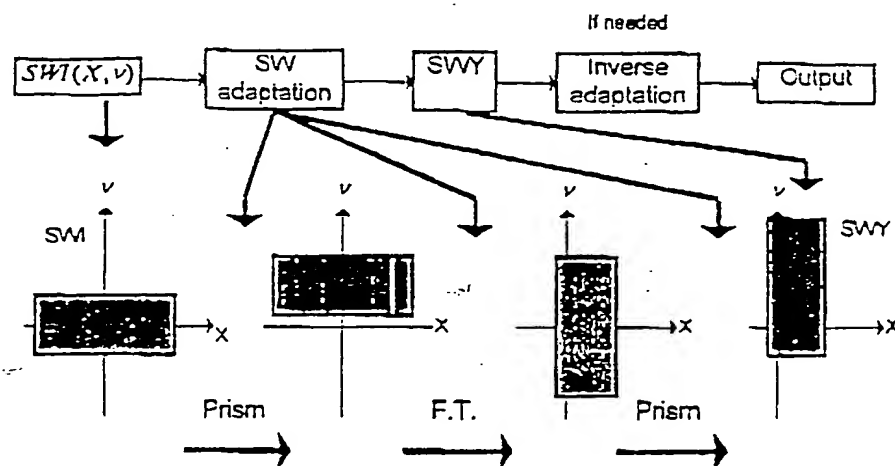 If needed
SWI(X,ν)
SW
adaptation
SWY
Inverse
adaptation
Output
ν
ν
ν
ν
SWI
SWY
X
X
X
X
Prism
F.T.
Prism